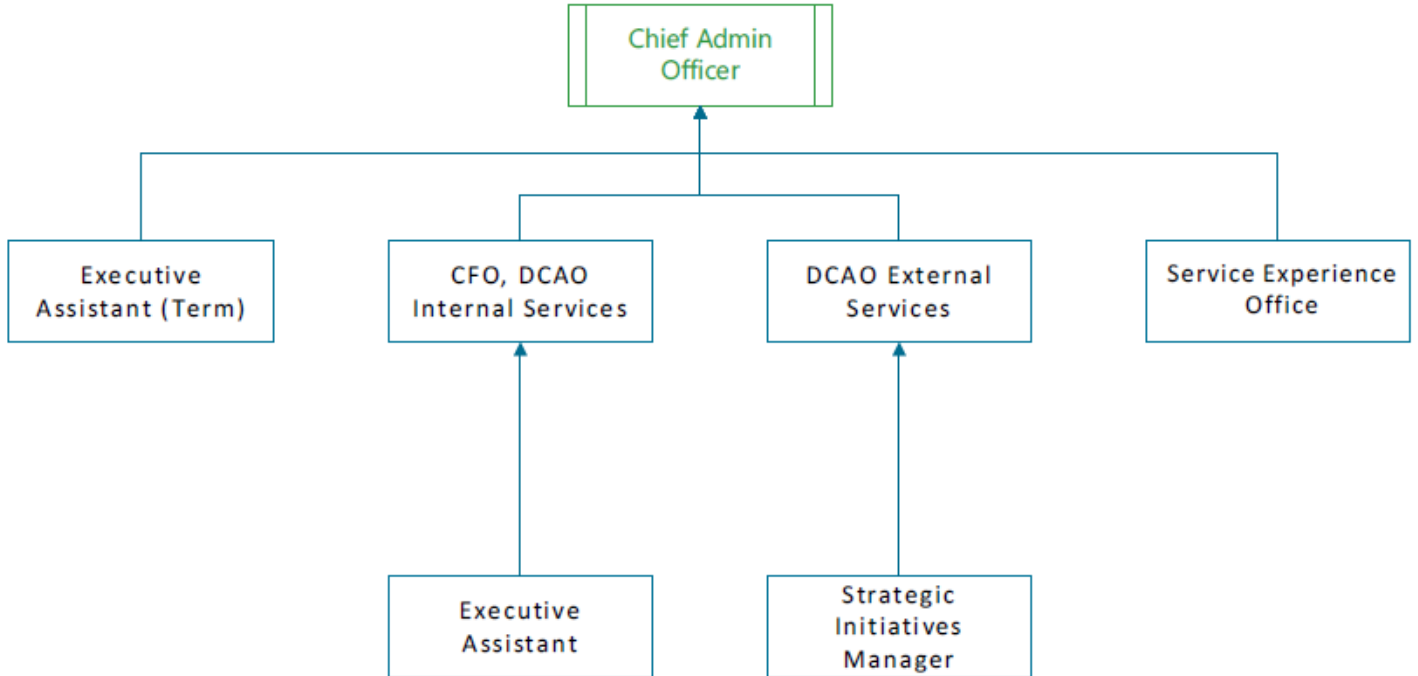 Chief Admin
Officer
Executive
Assistant (Term)
CFO, DCAO
Internal Services
DCAO External
Services
Service Experience
Office
Executive
Assistant
Strategic
Initiatives
Manager